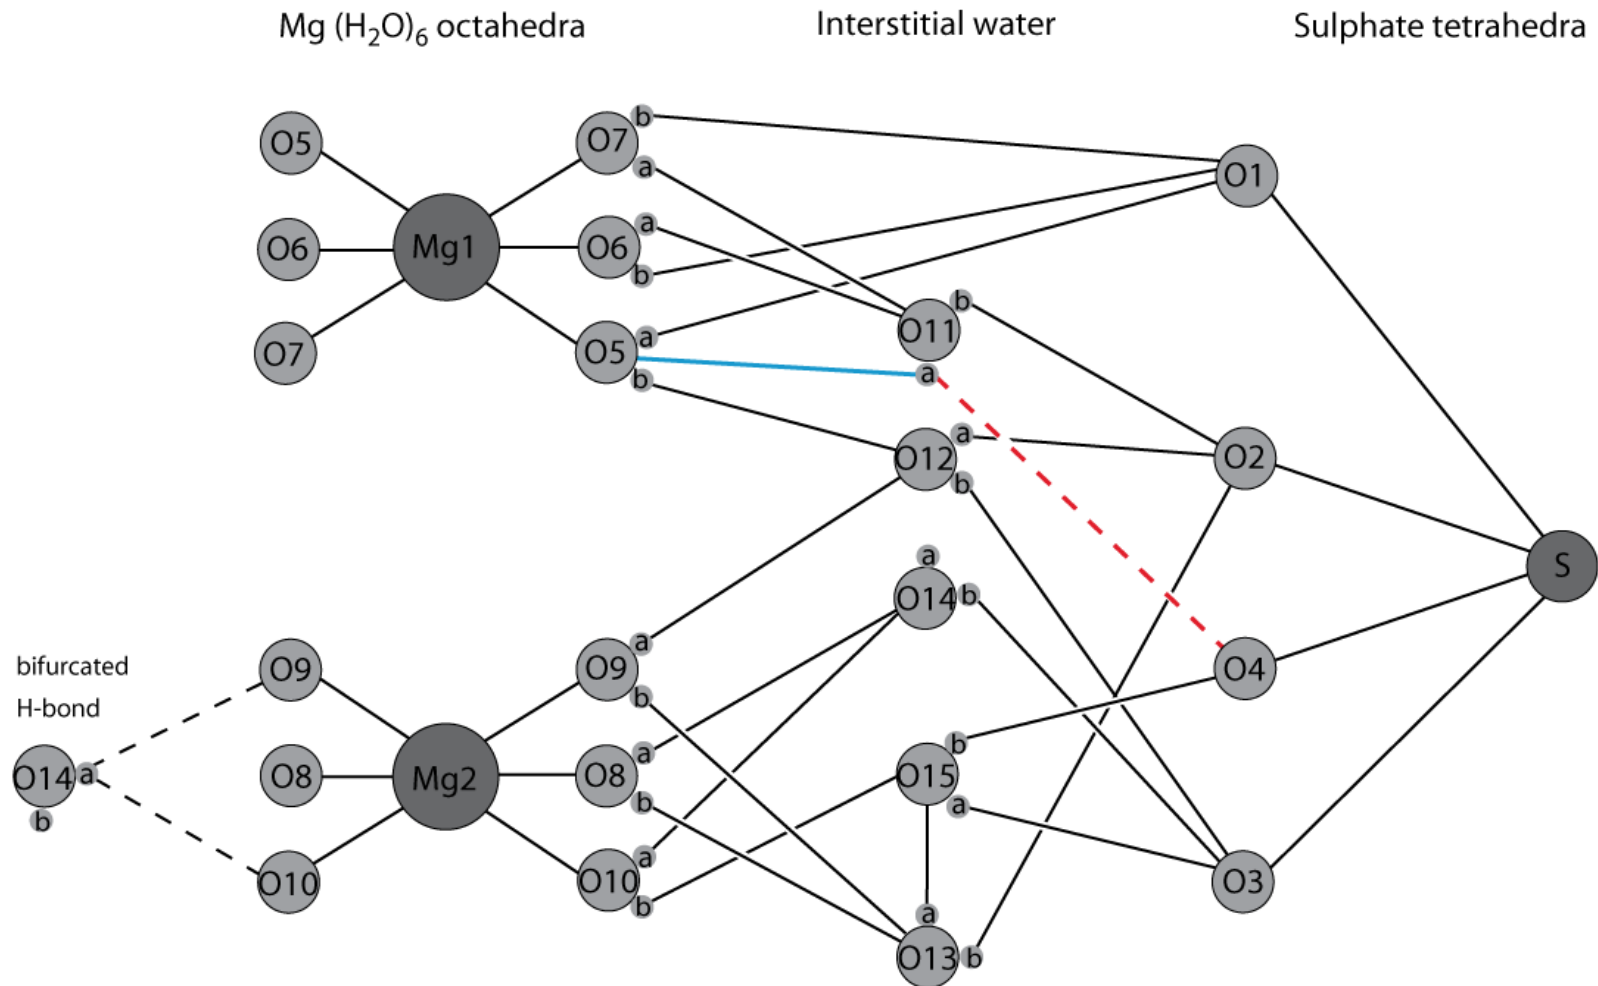 Mg (H₂O)₆ octahedra
Interstitial water
Sulphate tetrahedra
b
O5
O7
a
O1
a
O6
Mg1
O6
b
b
O11
a
O7
O5
a
b
a
O12
O2
b
a
O14
b
S
a
bifurcated
O9
O9
O4
b
H-bond
b
a
O14
a
O8
Mg2
O8
O15
b
a
b
a
O10
O10
O3
b
a
O13
b